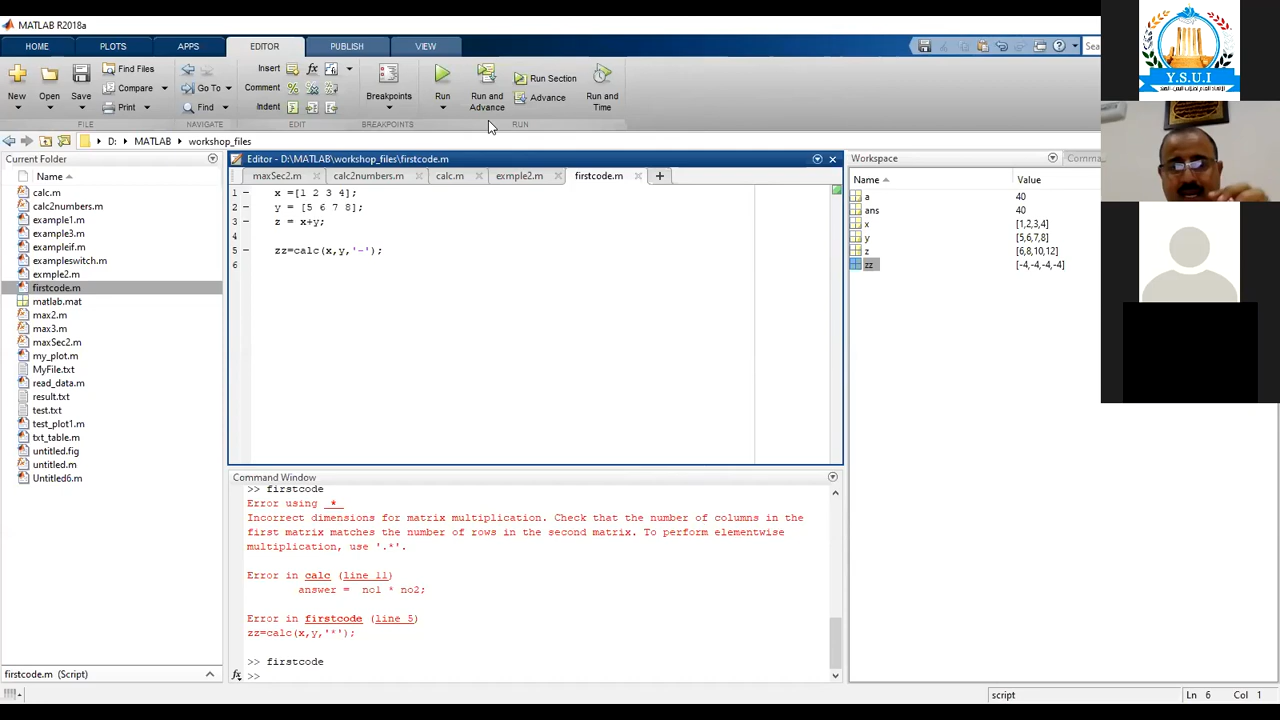 MATLAB R2018a
HOME
PLOTS
APPS
EDITOR
PUBLISH
VIEW
Sea
New
Open
Save
Find Files
Compare
Print
Go To
Find
Insert
Comment
Indent
fx
Breakpoints
Run
Run and Advance
Run Section
Advance
Run and Time
FILE
NAVIGATE
EDIT
BREAKPOINTS
RUN
D: MATLAB workshop_files
Current Folder
Name
calc.m
calc2numbers.m
example1.m
example3.m
exampleif.m
exampleswitch.m
exmple2.m
firstcode.m
matlab.mat
max2.m
max3.m
maxSec2.m
my_plot.m
MyFile.txt
read_data.m
result.txt
test.txt
test_plot1.m
txt_table.m
untitled.fig
untitled.m
Untitled6.m
firstcode.m (Script)
Editor - D:\MATLAB\workshop_files\firstcode.m
maxSec2.m
calc2numbers.m
calc.m
exmple2.m
firstcode.m
1 x =[1 2 3 4];
2 y = [5 6 7 8];
3 z = x+y;
4
5 zz=calc(x,y,'-');
6
Command Window
>> firstcode
Error using *
Incorrect dimensions for matrix multiplication. Check that the number of columns in the
first matrix matches the number of rows in the second matrix. To perform elementwise
multiplication, use '.*'.
Error in calc (line 11)
answer = no1 * no2;
Error in firstcode (line 5)
zz=calc(x,y,'*');
>> firstcode
fx >>
Workspace
Comma
Name Value
a 40
ans 40
x [1,2,3,4]
y [5,6,7,8]
z [6,8,10,12]
zz [-4,-4,-4,-4]
script
Ln 6 Col 1
Y.S.U.I